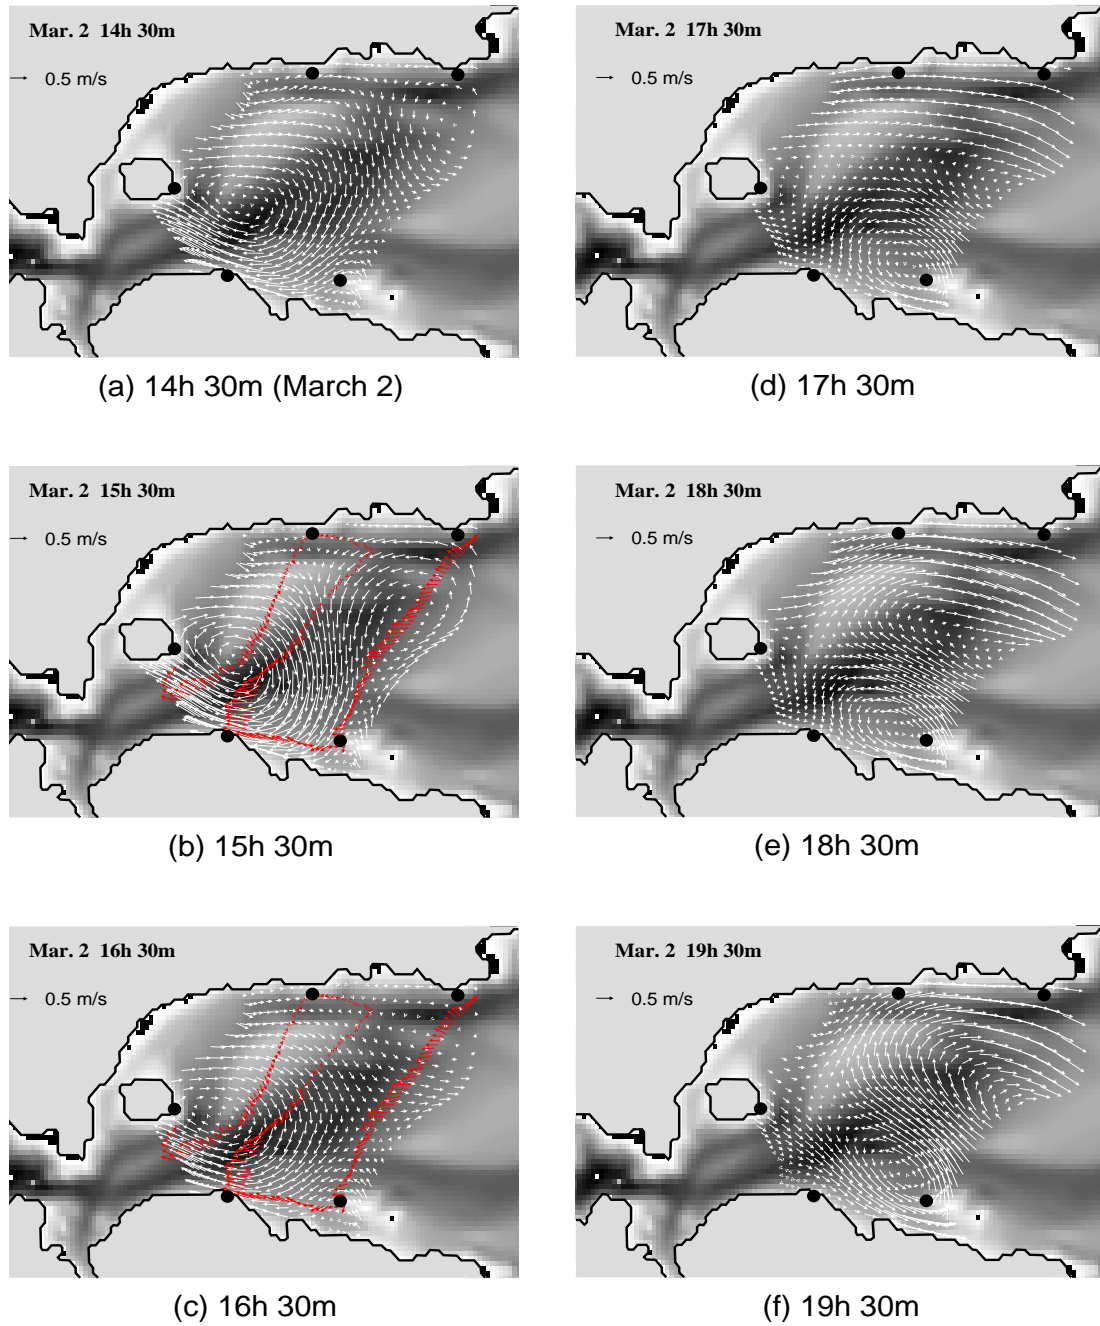 Mar. 2 14h 30m
0.5 m/s
(a) 14h 30m (March 2)
Mar. 2 15h 30m
0.5 m/s
(b) 15h 30m
Mar. 2 16h 30m
0.5 m/s
(c) 16h 30m
Mar. 2 17h 30m
0.5 m/s
(d) 17h 30m
Mar. 2 18h 30m
0.5 m/s
(e) 18h 30m
Mar. 2 19h 30m
0.5 m/s
(f) 19h 30m